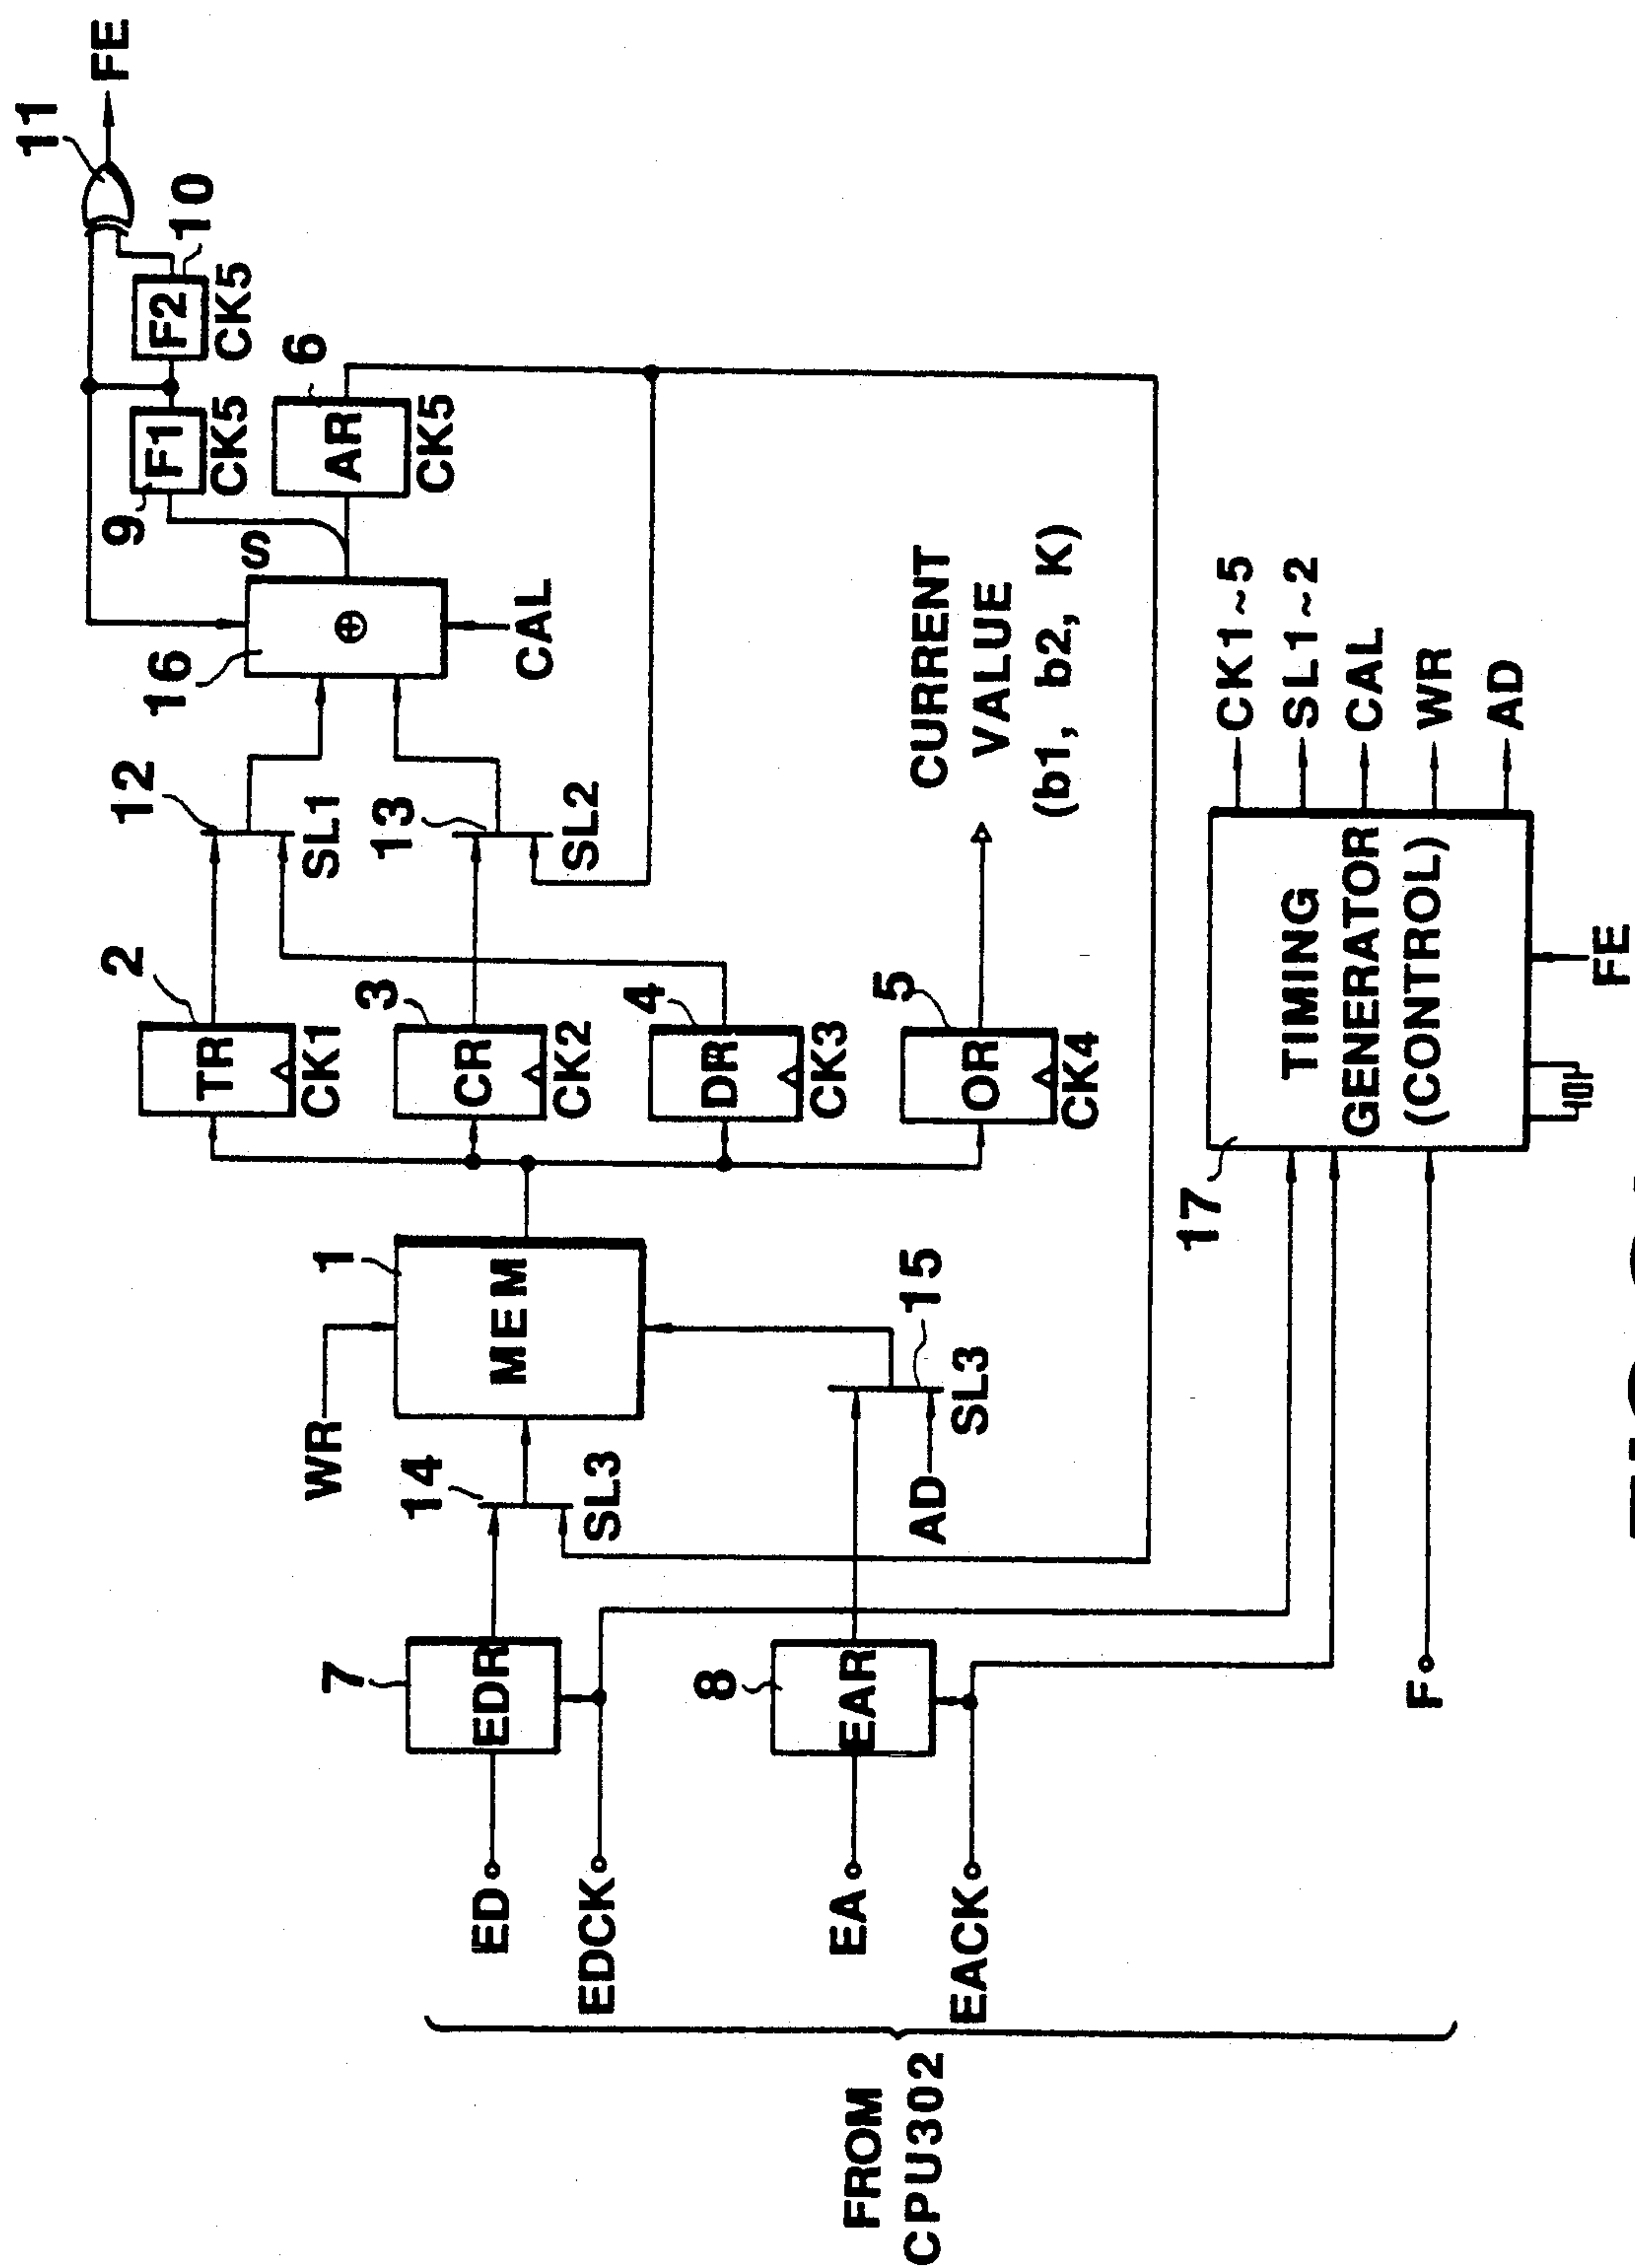 11
FE
10
F2
CK5
9
F1
CK5
6
AR
CK5
S
16
⊕
CAL
12
SL1
13
SL2
2
TR
CK1
3
CR
CK2
4
DR
CK3
5
OR
CK4
CURRENT
VALUE
(b1, b2, K)
1
MEM
WR
14
SL3
15
SL3
AD
7
EDR
8
EAR
ED
EDCK
EA
EACK
F
FROM
CPU302
17
TIMING
GENERATOR
(CONTROL)
FE
CK1~5
SL1~2
CAL
WR
AD